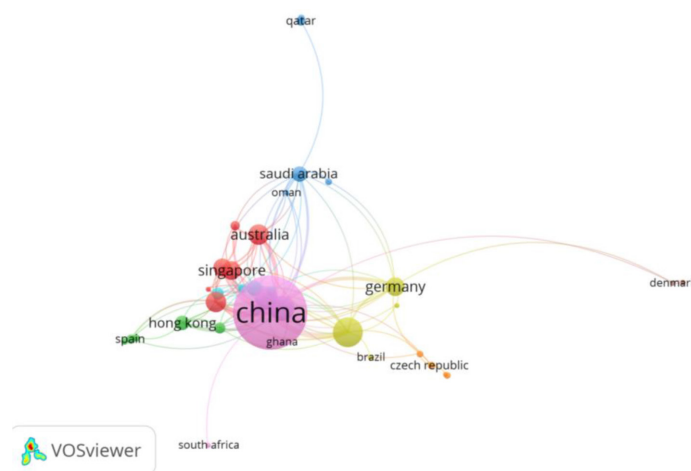 qatar
saudi arabia
oman
australia
singapore
germany
denmar
china
hong kong
ghana
spain
brazil
czech republic
south africa
VOSviewer